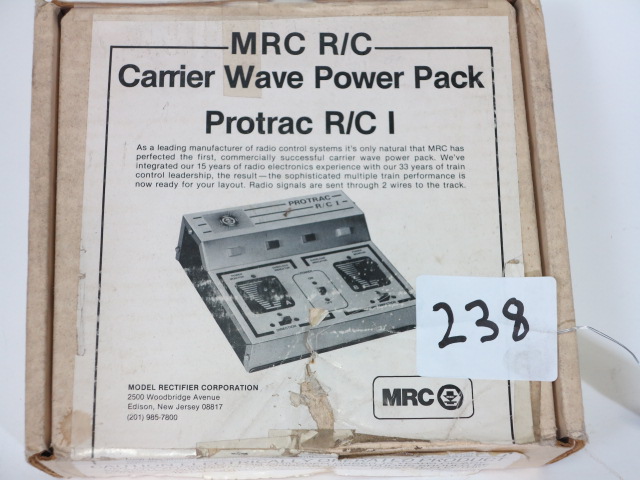 MRC R/C
Carrier Wave Power Pack
Protrac R/C I
As a leading manufacturer of radio control systems it's only natural that MRC has
perfected the first, commercially successful carrier wave power pack. We've
integrated our 15 years of radio electronics experience with our 33 years of train
control leadership, the result—the sophisticated multiple train performance is
now ready for your layout. Radio signals are sent through 2 wires to the track.
PROTRAC
R/C I
238
MODEL RECTIFIER CORPORATION
2500 Woodbridge Avenue
Edison, New Jersey 08817
(201) 985-7800
MRC